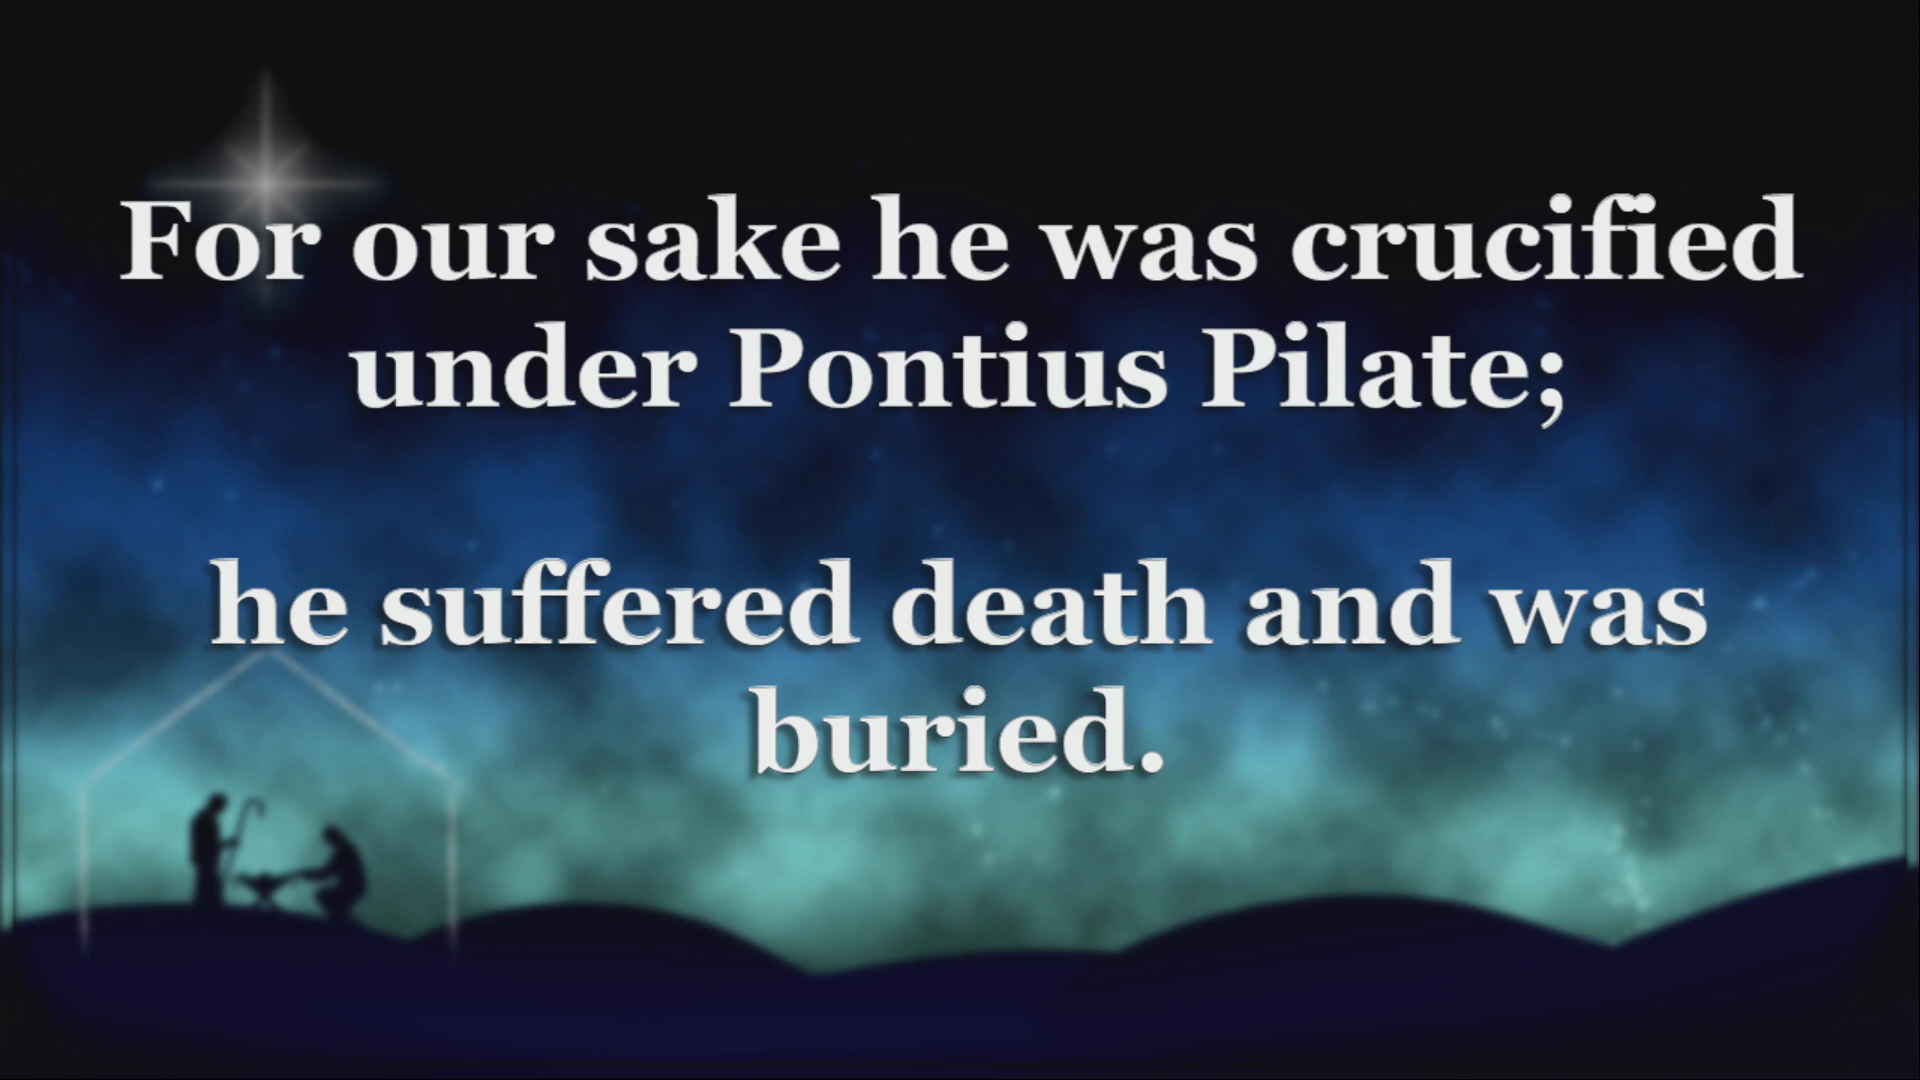 For our sake he was crucified
under Pontius Pilate;
he suffered death and was
buried.